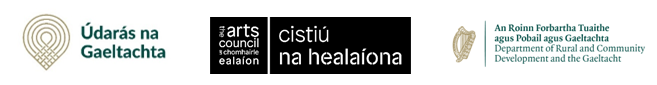 Údarás na
Gaeltachta
the arts
council
chomhairle
ealaíon
cistiú
na healaíona
An Roinn Forbartha Tuaithe
agus Pobail agus Gaeltachta
Department of Rural and Community
Development and the Gaeltacht